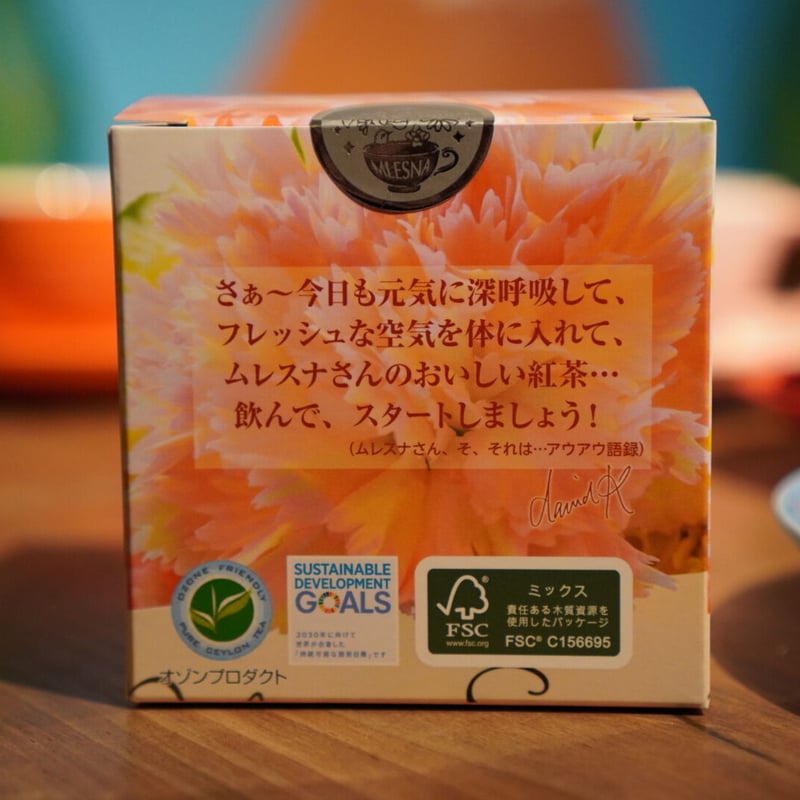 MLESNA
さぁ～今日も元気に深呼吸して、
フレッシュな空気を体に入れて、
ムレスナさんのおいしい紅茶…
飲んで、スタートしましょう！
（ムレスナさん、そ、それは…アウアウ語録）
david K
OZONE FRIENDLY
PURE CEYLON TEA
オゾンプロダクト
SUSTAINABLE
DEVELOPMENT
GOALS
2030年に向けて
世界が合意した
「持続可能な開発目標」です
FSC®
www.fsc.org
ミックス
責任ある木質資源を
使用したパッケージ
FSC® C156695